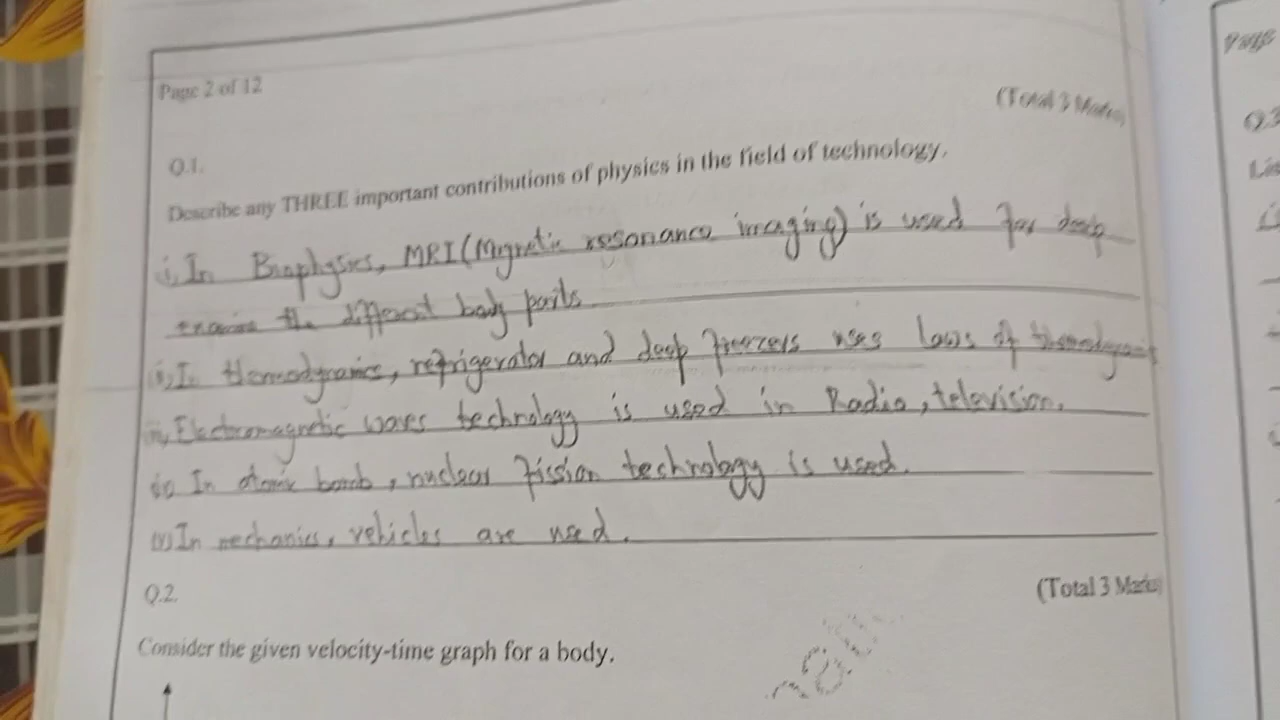 Page 2 of 12
(Total 3 Marks)
Q.1.
Describe any THREE important contributions of physics in the field of technology.
i, In Biophysics, MRI (Magnetic resonance imaging) is used for deep
the different body parts
ii, In themodynamics, refrigerator and deep freezers uses laws of
iii, Electromagnetic waves technology is used in Radio, television.
iv) In atomic bomb, nuclear fission technology is used.
(v) In mechanics, vehicles are used.
Q.2.
(Total 3 Marks)
Consider the given velocity-time graph for a body.
Page
Q.3